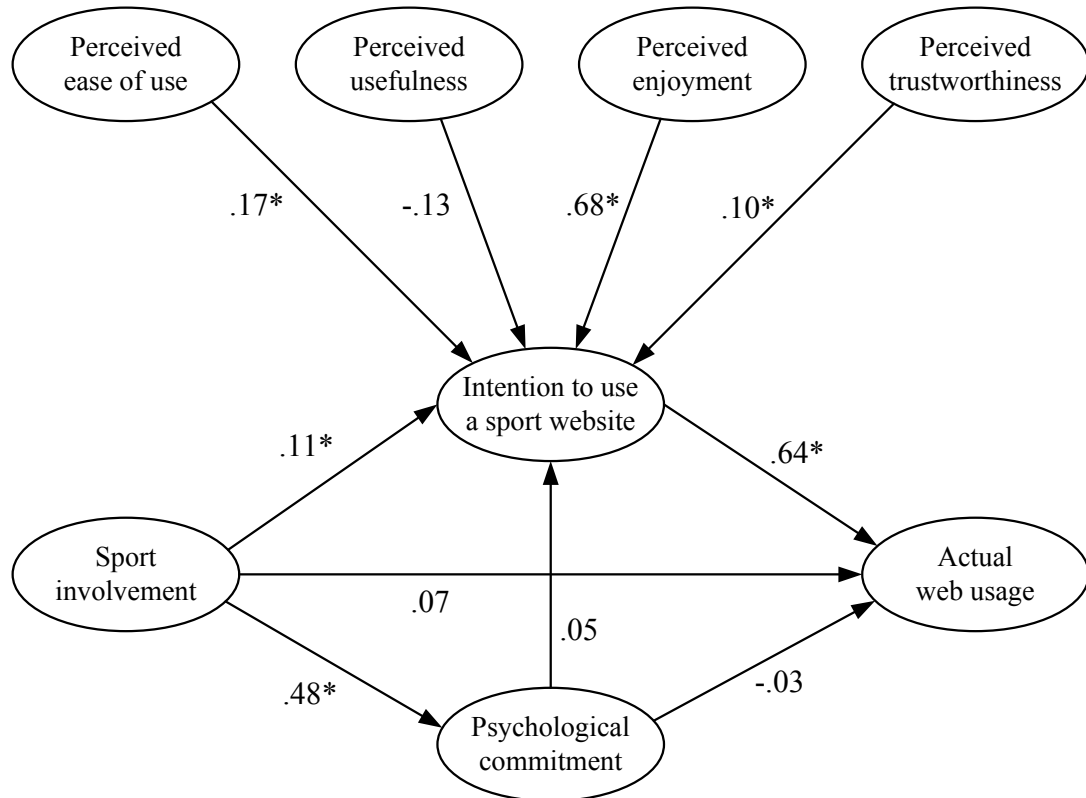 Perceived
ease of use
Perceived
usefulness
Perceived
enjoyment
Perceived
trustworthiness
.17*
-.13
.68*
.10*
Intention to use
a sport website
.11*
.64*
Sport
involvement
Actual
web usage
.07
.05
.48*
-.03
Psychological
commitment